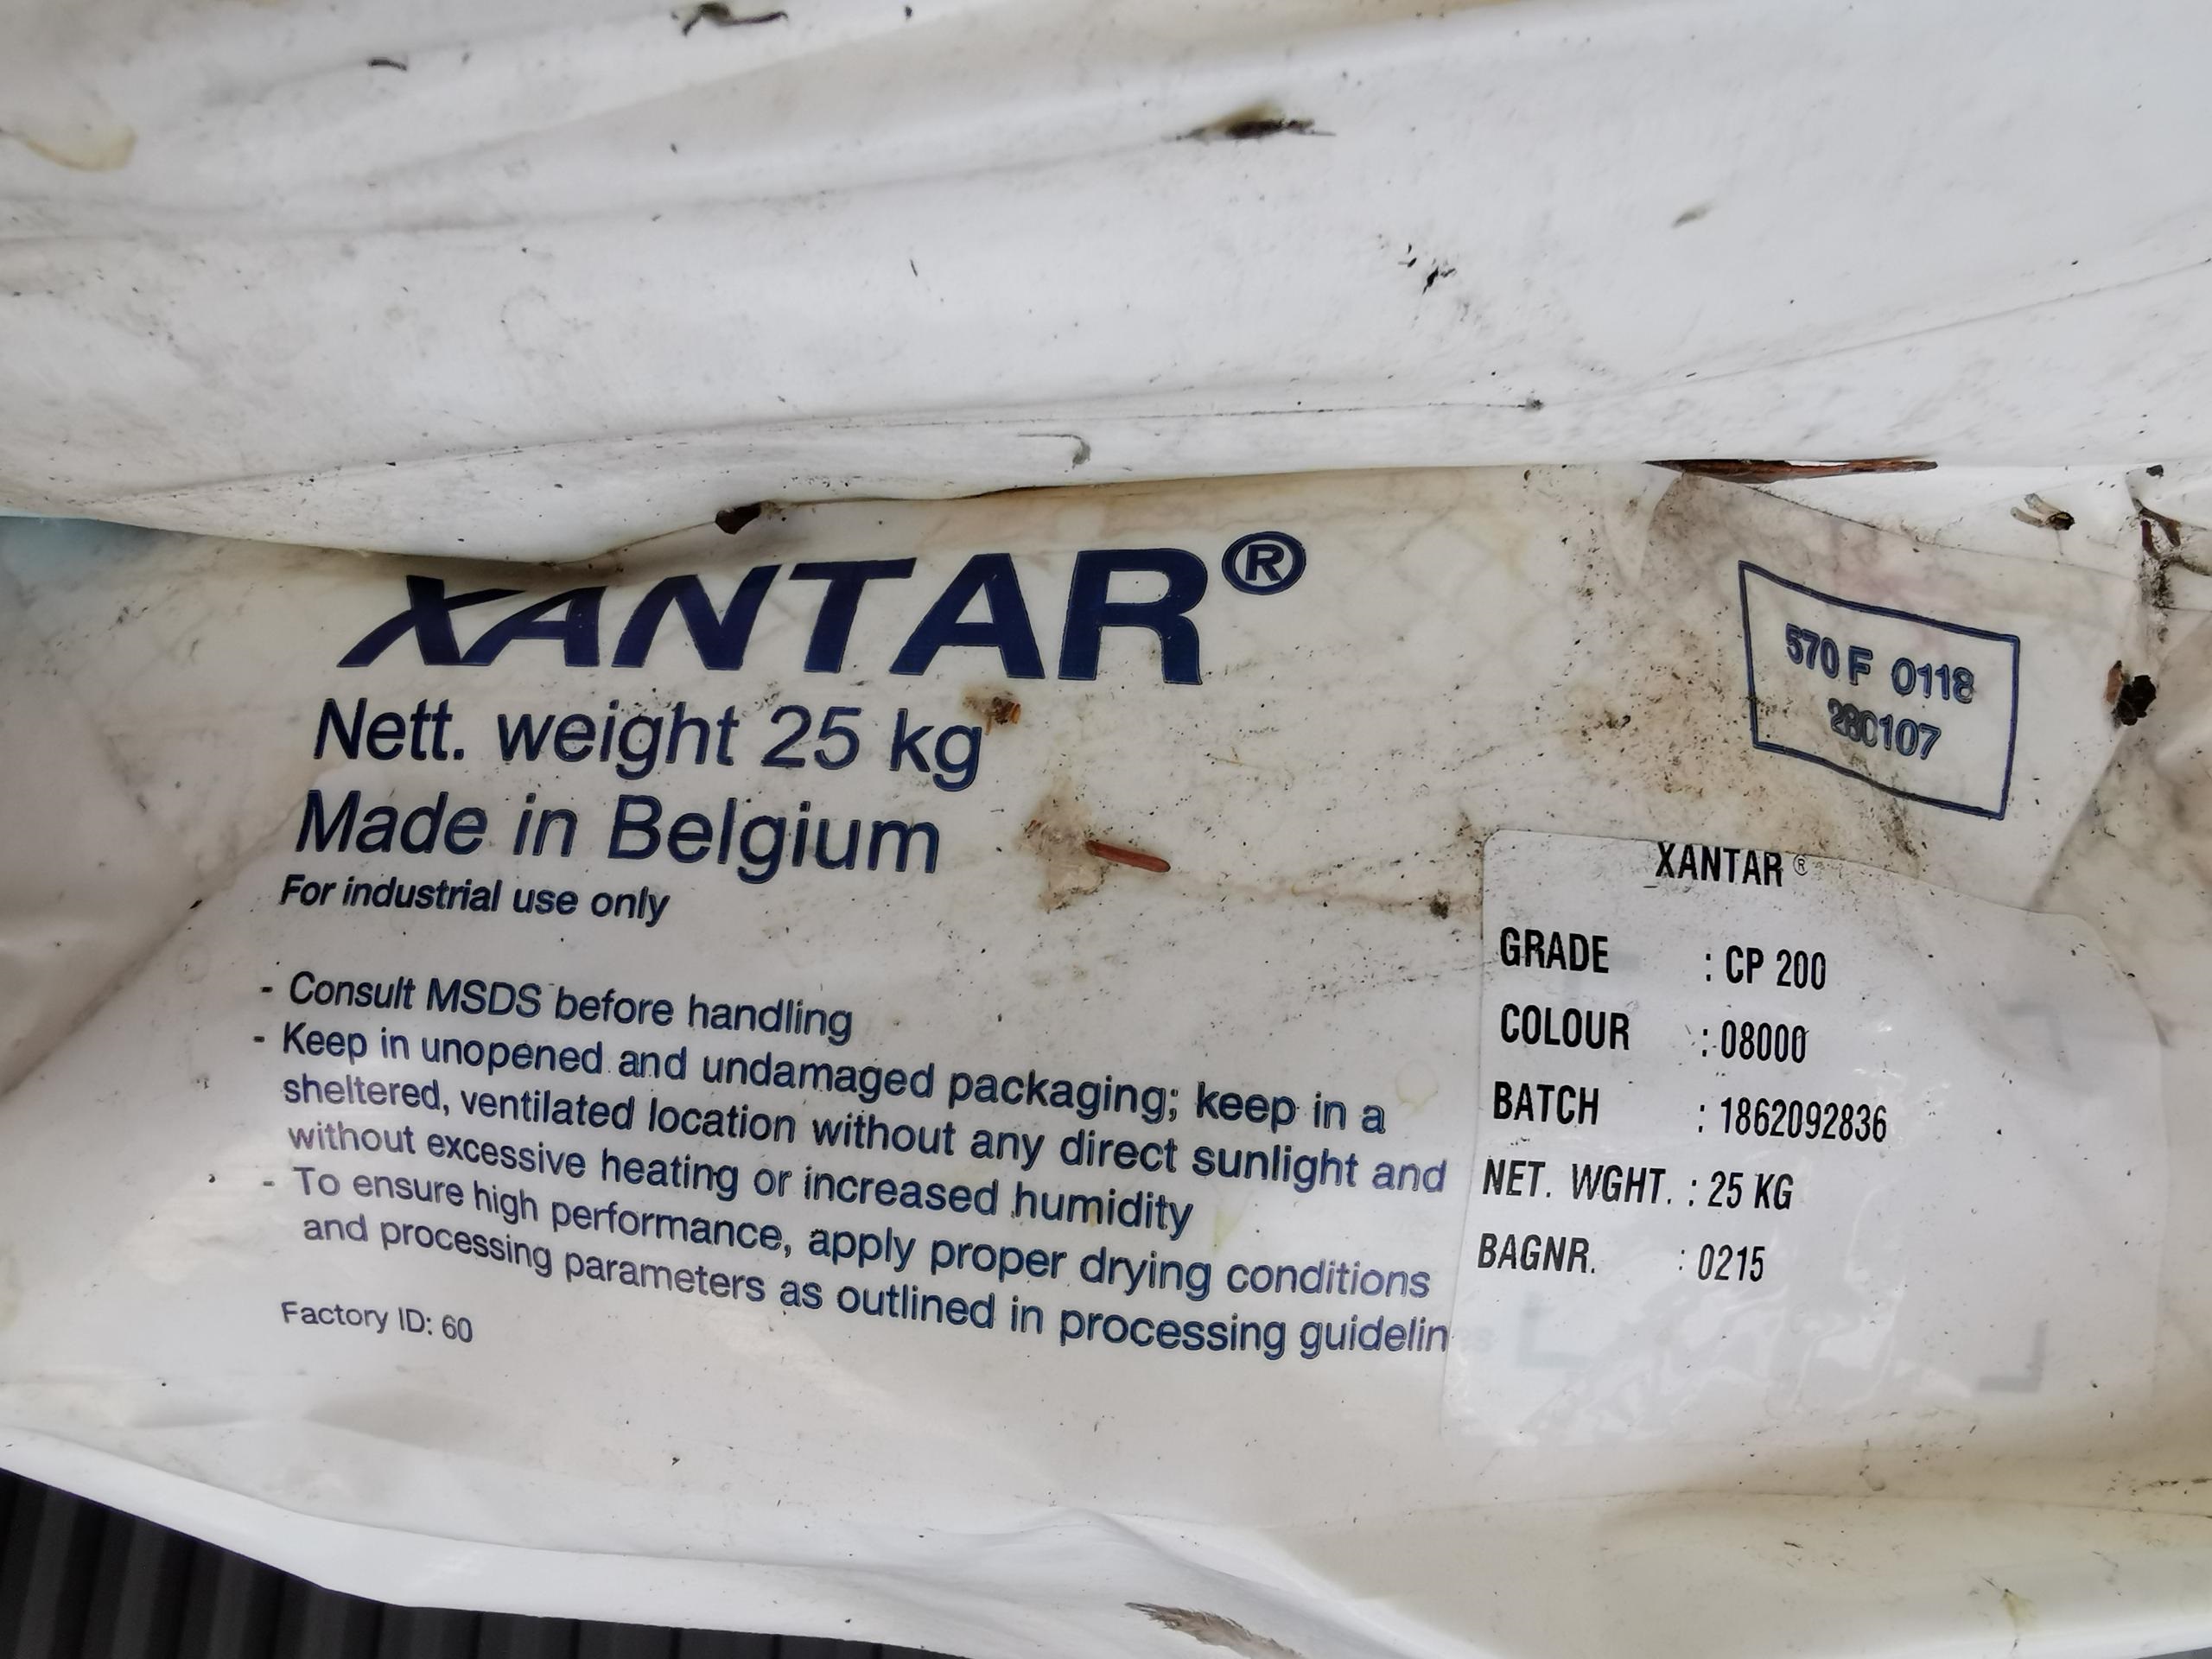 XANTAR®
Nett. weight 25 kg
Made in Belgium
For industrial use only
- Consult MSDS before handling
- Keep in unopened and undamaged packaging; keep in a
sheltered, ventilated location without any direct sunlight and
without excessive heating or increased humidity
- To ensure high performance, apply proper drying conditions
and processing parameters as outlined in processing guidelin
Factory ID: 60
570 F 0118
280107
XANTAR®
GRADE : CP 200
COLOUR : 08000
BATCH : 1862092836
NET. WGHT. : 25 KG
BAGNR. : 0215